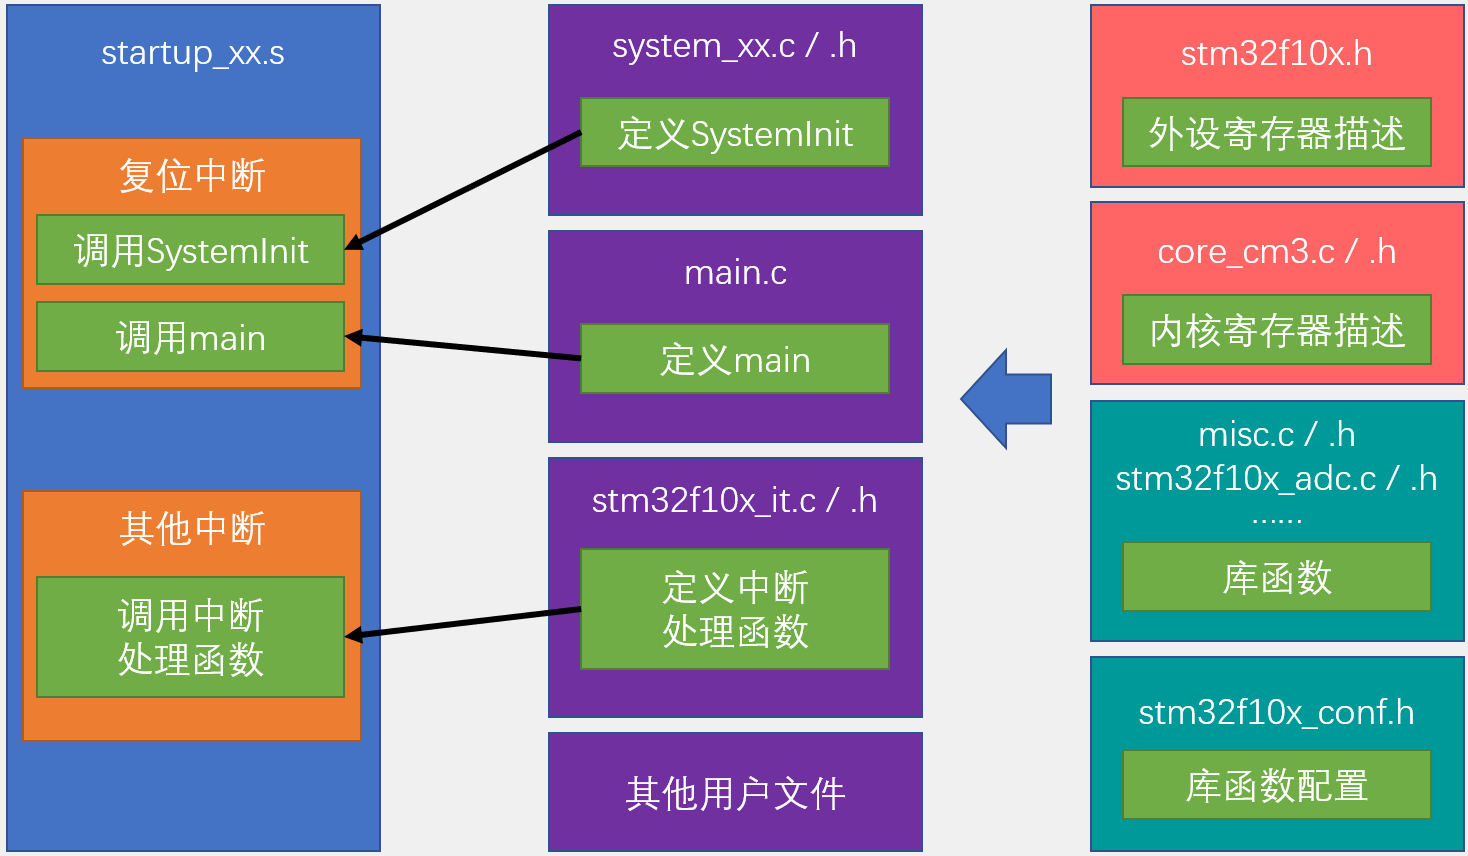 startup_xx.s
复位中断
调用SystemInit
调用main
其他中断
调用中断
处理函数
system_xx.c / .h
定义SystemInit
main.c
定义main
stm32f10x_it.c / .h
定义中断
处理函数
其他用户文件
stm32f10x.h
外设寄存器描述
core_cm3.c / .h
内核寄存器描述
misc.c / .h
stm32f10x_adc.c / .h
……
库函数
stm32f10x_conf.h
库函数配置